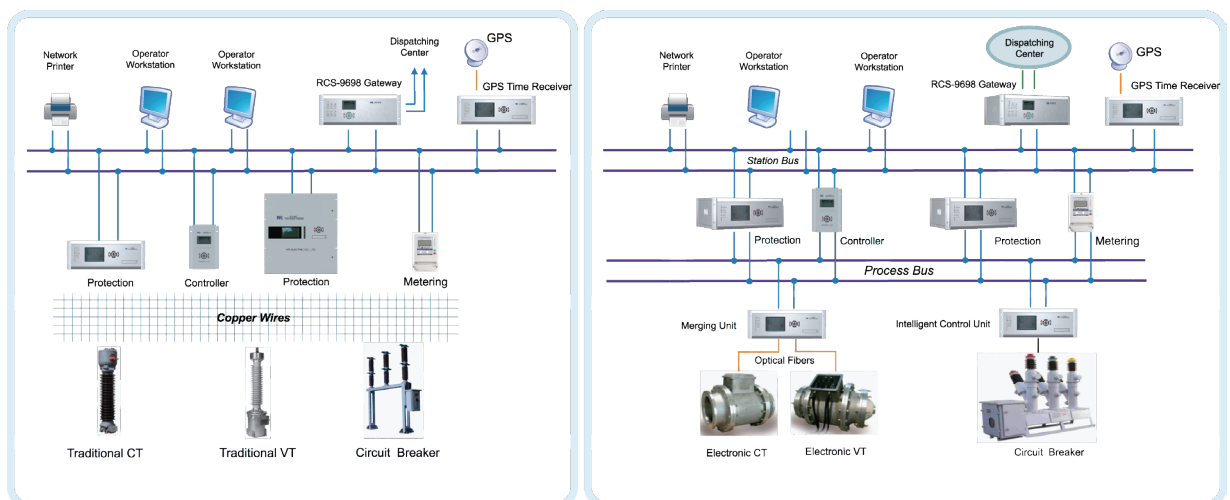 Network
Printer
Operator
Workstation
Operator
Workstation
Dispatching
Center
GPS
RCS-9698 Gateway
GPS Time Receiver
Protection
Controller
Protection
Metering
Copper Wires
Traditional CT
Traditional VT
Circuit Breaker
Network
Printer
Operator
Workstation
Operator
Workstation
Dispatching
Center
GPS
RCS-9698 Gateway
GPS Time Receiver
Station Bus
Protection
Controller
Protection
Metering
Process Bus
Merging Unit
Intelligent Control Unit
Optical Fibers
Electronic CT
Electronic VT
Circuit Breaker